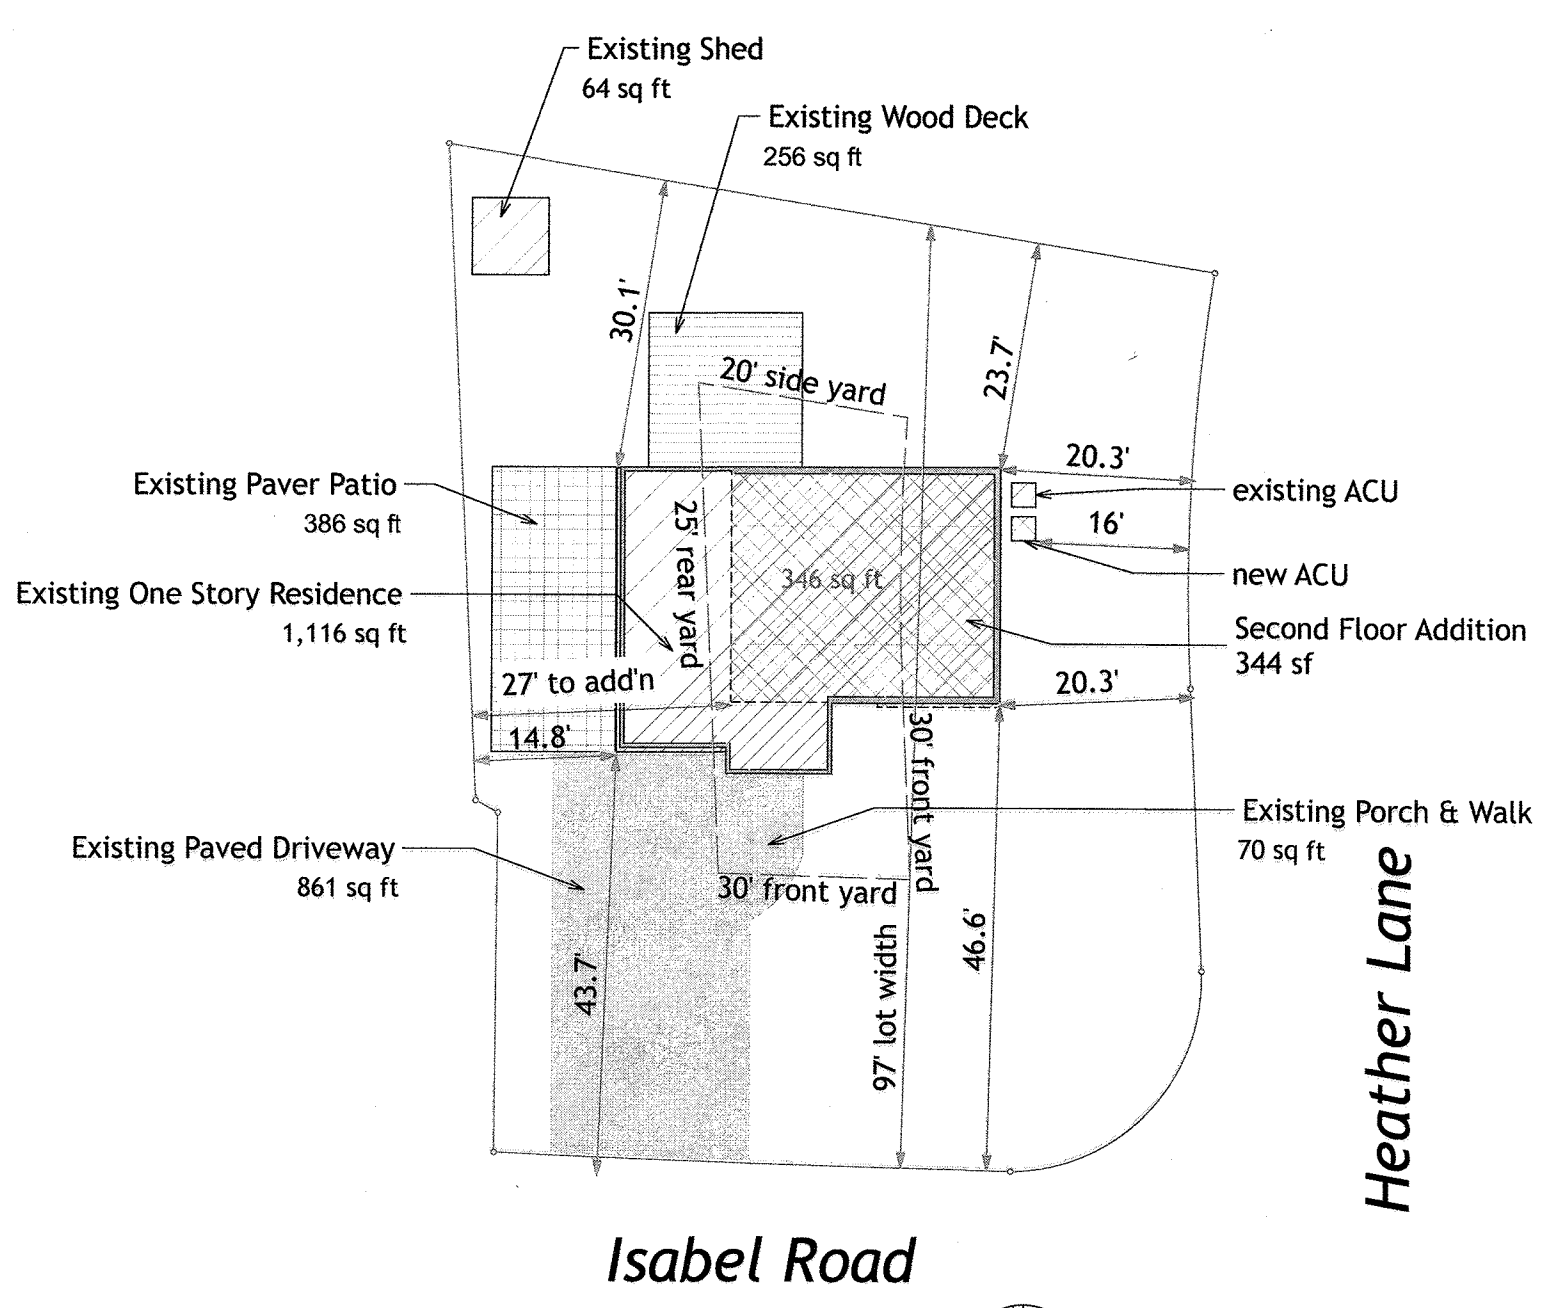 Existing Shed
64 sq ft
Existing Wood Deck
256 sq ft
30.1'
20' side yard
23.7'
20.3'
Existing Paver Patio
386 sq ft
existing ACU
16'
25' rear yard
346 sq ft
new ACU
Existing One Story Residence
1,116 sq ft
Second Floor Addition
344 sf
27' to add'n
20.3'
14.8'
30' front yard
Existing Porch & Walk
70 sq ft
Existing Paved Driveway
861 sq ft
30' front yard
43.7'
97' lot width
46.6'
Heather Lane
Isabel Road